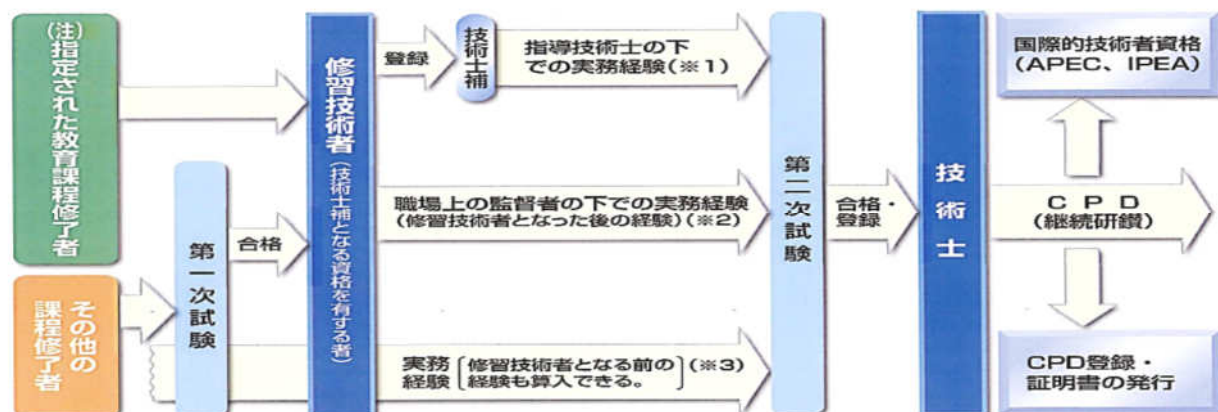 (注)指定された教育課程修了者
その他の
課程修了者
第一次試験
合格
修習技術者(技術士補となる資格を有する者)
登録
技術士補
指導技術士の下
での実務経験(※1)
職場上の監督者の下での実務経験
(修習技術者となった後の経験)(※2)
実務
経験
修習技術者となる前の
経験も算入できる。
(※3)
第二次試験
合格・
登録
技術士
国際的技術者資格
(APEC、IPEA)
CPD
(継続研鑽)
CPD登録・
証明書の発行